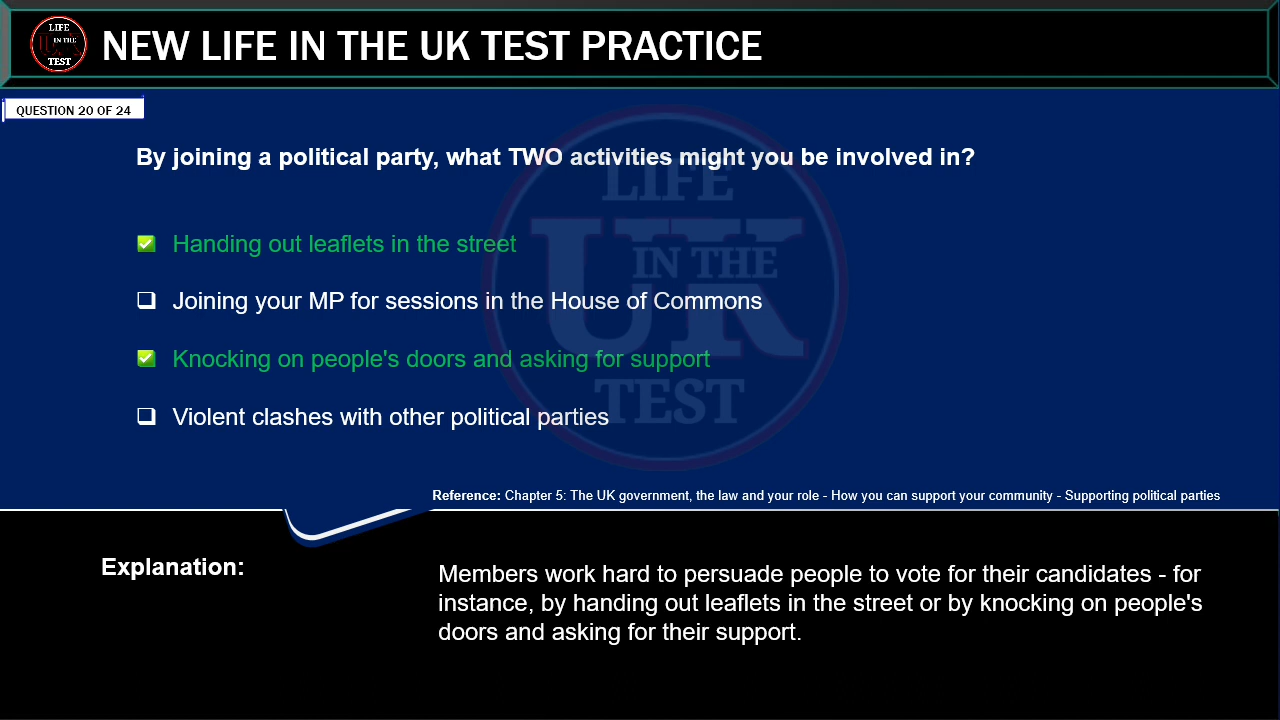 LIFE
IN THE
UK
TEST
NEW LIFE IN THE UK TEST PRACTICE
QUESTION 20 OF 24
By joining a political party, what TWO activities might you be involved in?
Handing out leaflets in the street
Joining your MP for sessions in the House of Commons
Knocking on people's doors and asking for support
Violent clashes with other political parties
LIFE
IN THE
UK
TEST
Reference: Chapter 5: The UK government, the law and your role - How you can support your community - Supporting political parties
Explanation:
Members work hard to persuade people to vote for their candidates - for
instance, by handing out leaflets in the street or by knocking on people's
doors and asking for their support.